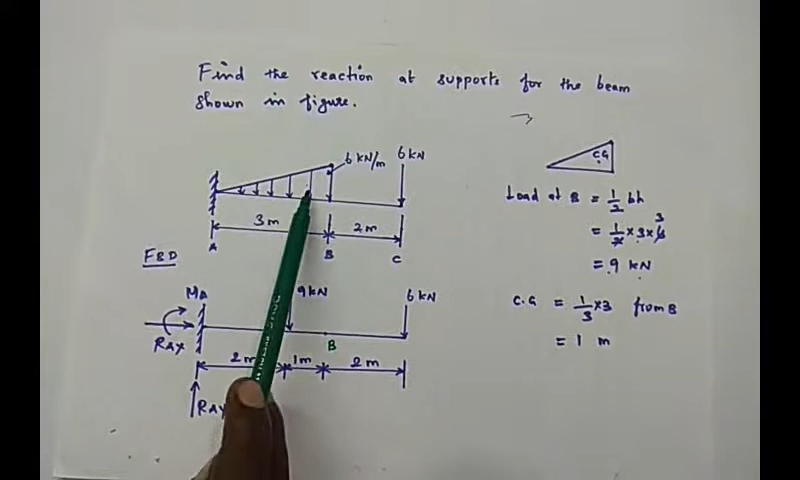 Find the reaction at supports for the beam
shown in figure.
6 kN/m
6 kN
3 m
2 m
A
B
C
C.G
Load at B = 1/2 bh
= 1/2 × 3 × 6 3
= 9 kN
C.G = 1/3 × 3 from B
= 1 m
FBD
MA
9 kN
6 kN
RAX
B
2 m
1m
2 m
RAY